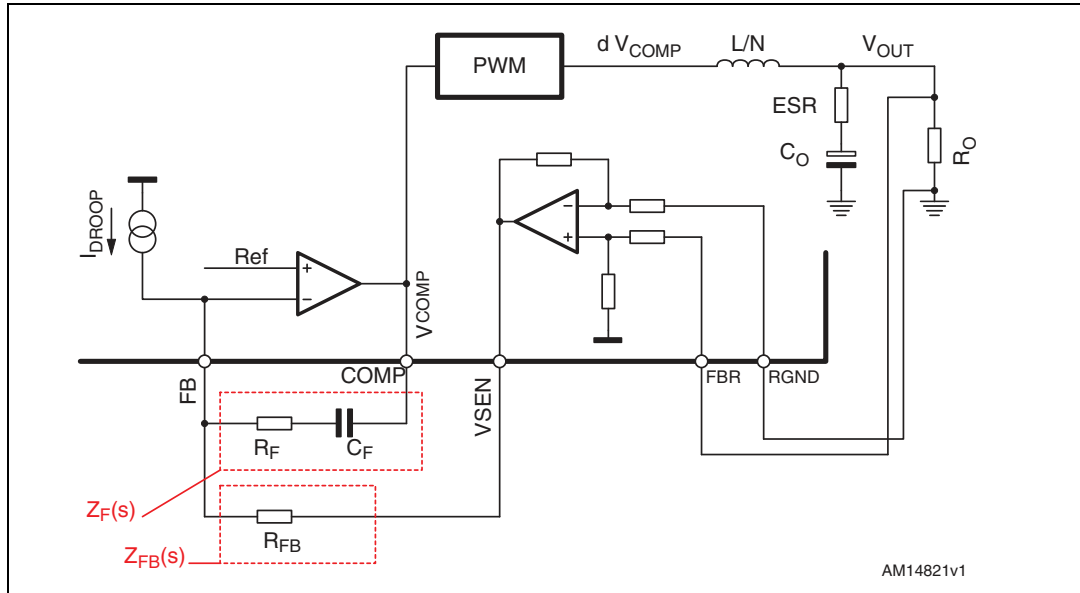 PWM
d VCOMP
L/N
VOUT
ESR
CO
RO
IDROOP
Ref
+
−
VCOMP
−
+
FB
COMP
VSEN
FBR
RGND
RF
CF
ZF(s)
RFB
ZFB(s)
AM14821v1